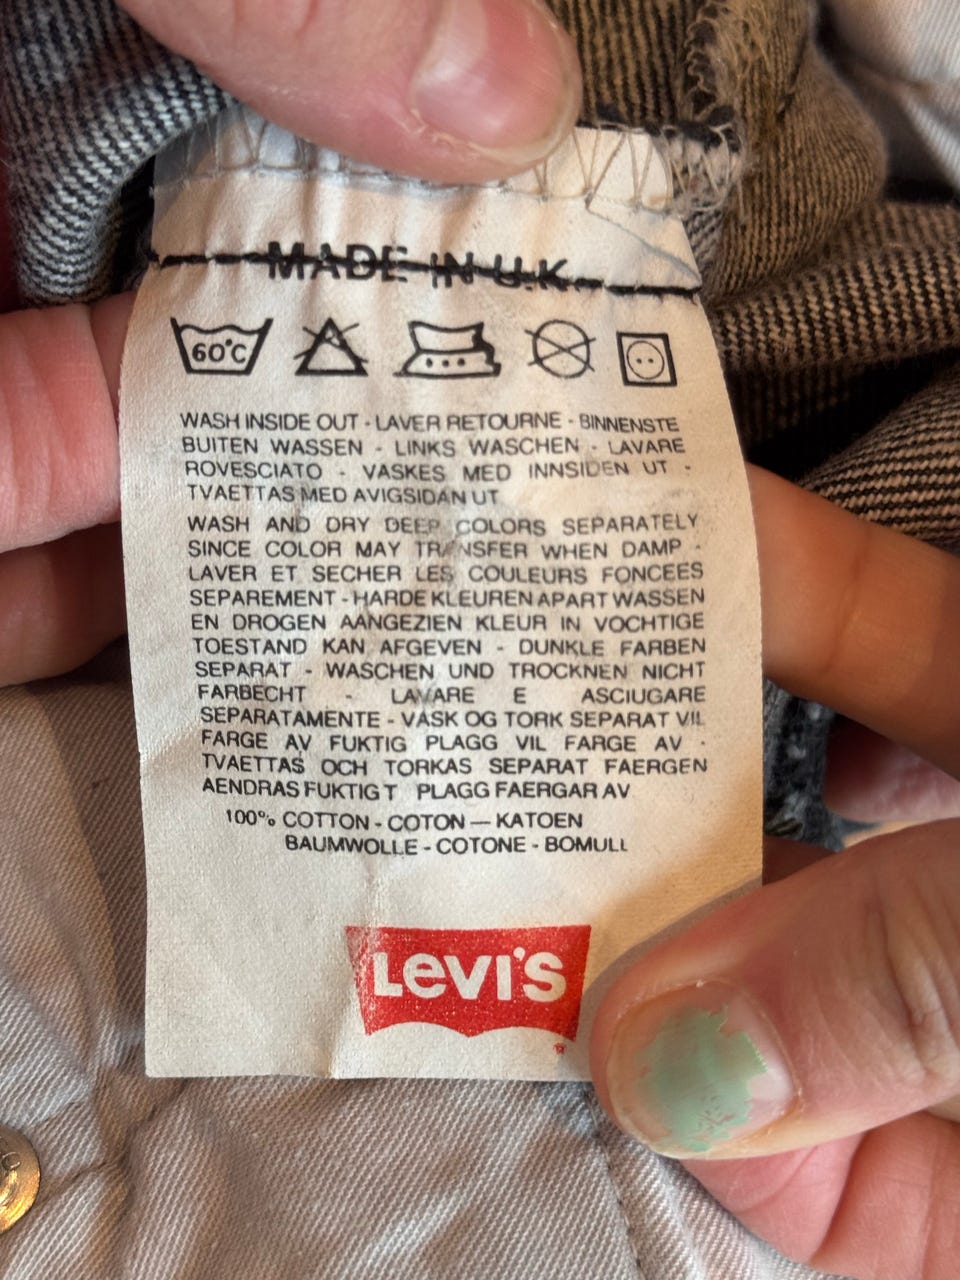 MADE IN U.K.
60°C
WASH INSIDE OUT - LAVER RETOURNE - BINNENSTE
BUITEN WASSEN - LINKS WASCHEN - LAVARE
ROVESCIATO - VASKES MED INNSIDEN UT -
TVAETTAS MED AVIGSIDAN UT
WASH AND DRY DEEP COLORS SEPARATELY
SINCE COLOR MAY TRANSFER WHEN DAMP -
LAVER ET SECHER LES COULEURS FONCEES
SEPAREMENT - HARDE KLEUREN APART WASSEN
EN DROGEN AANGEZIEN KLEUR IN VOCHTIGE
TOESTAND KAN AFGEVEN - DUNKLE FARBEN
SEPARAT - WASCHEN UND TROCKNEN NICHT
FARBECHT - LAVARE E ASCIUGARE
SEPARATAMENTE - VASK OG TORK SEPARAT VIL
FARGE AV FUKTIG PLAGG VIL FARGE AV -
TVAETTAS OCH TORKAS SEPARAT FAERGEN
AENDRAS FUKTIGT PLAGG FAERGAR AV
100% COTTON - COTON — KATOEN
BAUMWOLLE - COTONE - BOMULL
LEVI'S